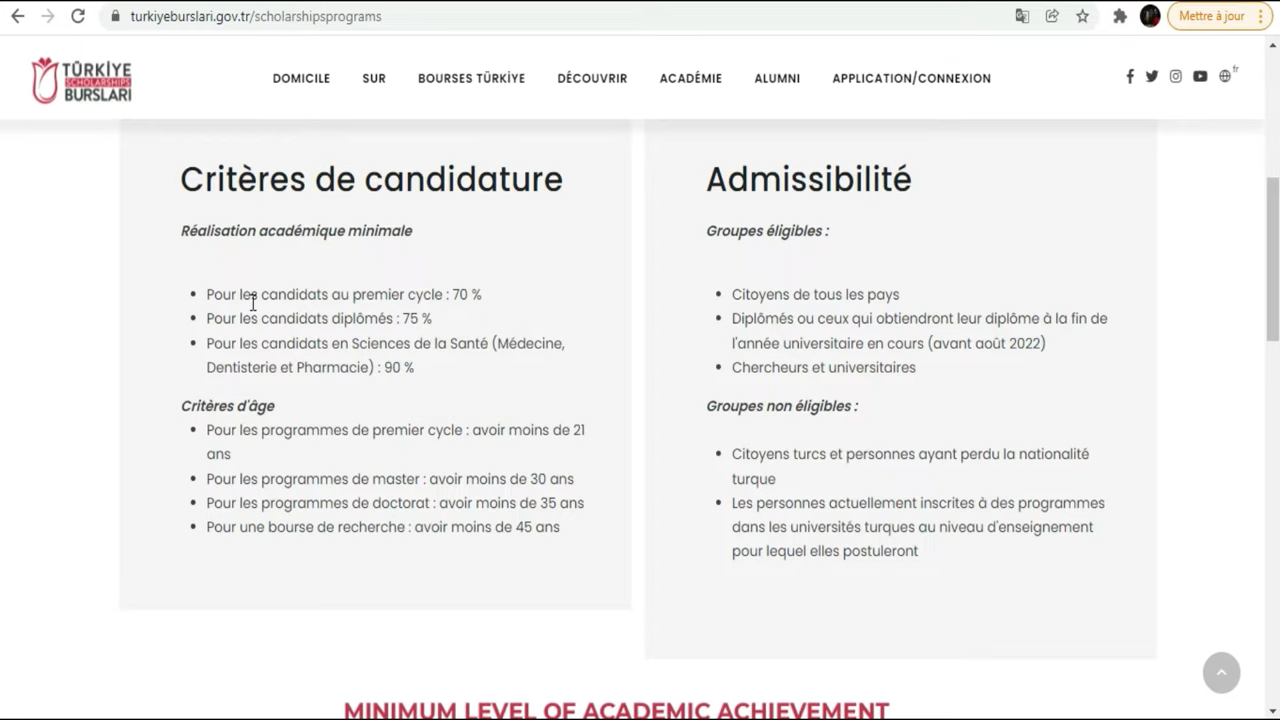 turkiyeburslari.gov.tr/scholarshipsprograms
Mettre à jour
TÜRKİYE
SCHOLARSHIPS
BURSLARI
DOMICILE
SUR
BOURSES TÜRKİYE
DÉCOUVRIR
ACADÉMIE
ALUMNI
APPLICATION/CONNEXION
fr
Critères de candidature
Réalisation académique minimale
Pour les candidats au premier cycle : 70 %
Pour les candidats diplômés : 75 %
Pour les candidats en Sciences de la Santé (Médecine,
Dentisterie et Pharmacie) : 90 %
Critères d'âge
Pour les programmes de premier cycle : avoir moins de 21
ans
Pour les programmes de master : avoir moins de 30 ans
Pour les programmes de doctorat : avoir moins de 35 ans
Pour une bourse de recherche : avoir moins de 45 ans
Admissibilité
Groupes éligibles :
Citoyens de tous les pays
Diplômés ou ceux qui obtiendront leur diplôme à la fin de
l'année universitaire en cours (avant août 2022)
Chercheurs et universitaires
Groupes non éligibles :
Citoyens turcs et personnes ayant perdu la nationalité
turque
Les personnes actuellement inscrites à des programmes
dans les universités turques au niveau d'enseignement
pour lequel elles postuleront
MINIMUM LEVEL OF ACADEMIC ACHIEVEMENT